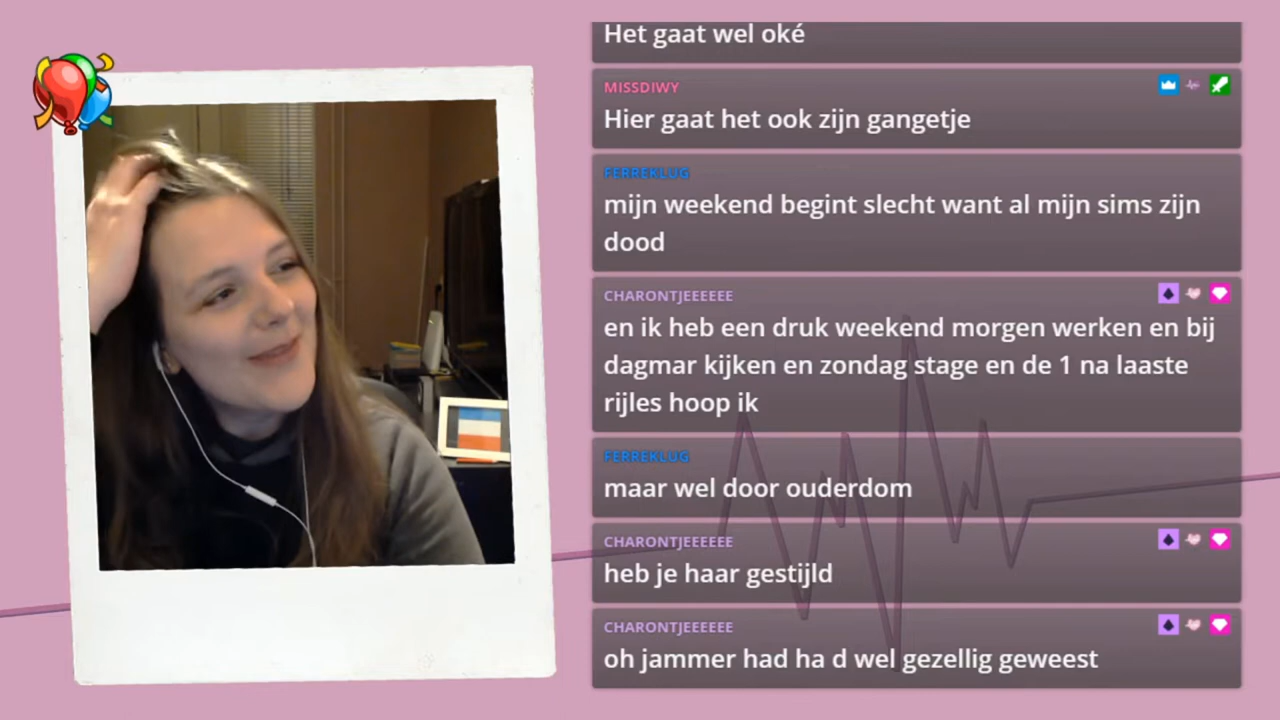 Het gaat wel oké
MISSDIWY
Hier gaat het ook zijn gangetje
FERREKLUG
mijn weekend begint slecht want al mijn sims zijn
dood
CHARONTJEEEEEE
en ik heb een druk weekend morgen werken en bij
dagmar kijken en zondag stage en de 1 na laaste
rijles hoop ik
FERREKLUG
maar wel door ouderdom
CHARONTJEEEEEE
heb je haar gestijld
CHARONTJEEEEEE
oh jammer had ha d wel gezellig geweest